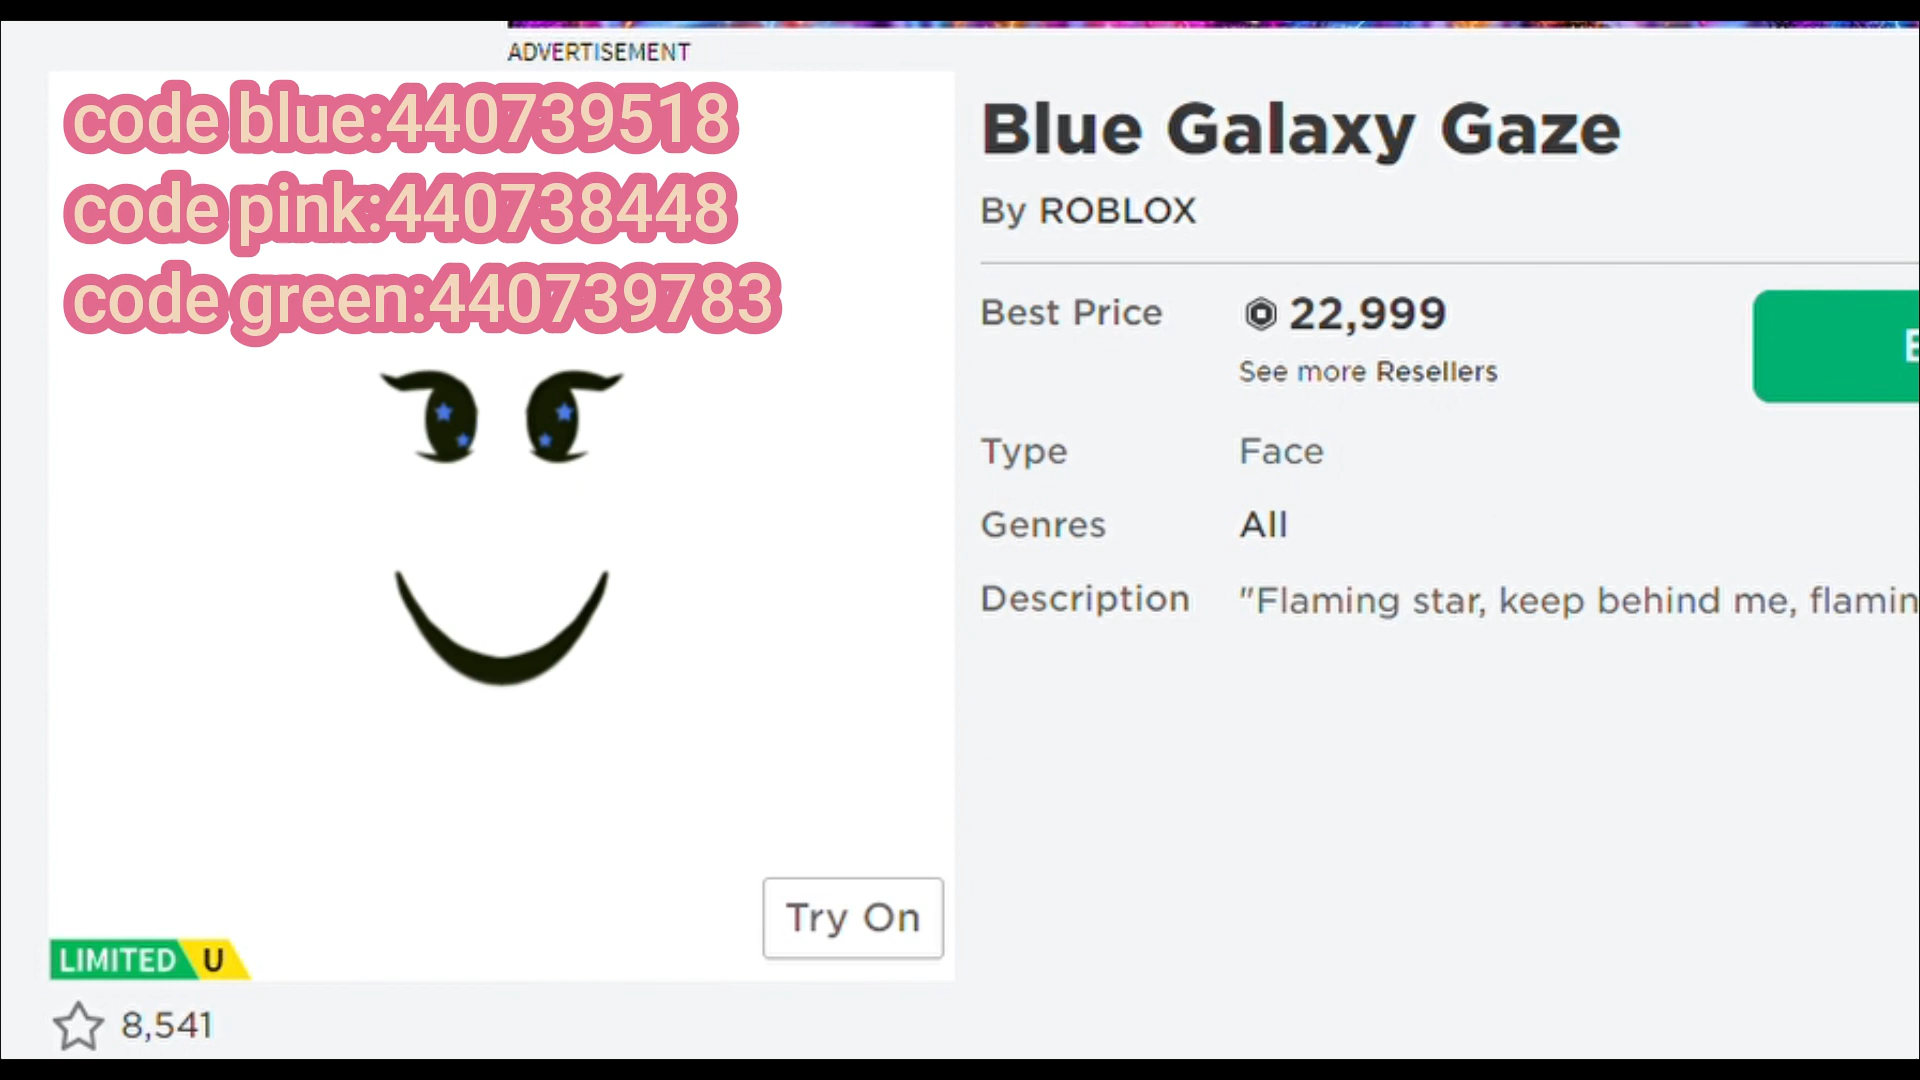 ADVERTISEMENT
code blue:440739518
code pink:440738448
code green:440739783
Blue Galaxy Gaze
By ROBLOX
Best Price 22,999
See more Resellers
Type Face
Genres All
Description "Flaming star, keep behind me, flamin
Try On
LIMITED U
8,541